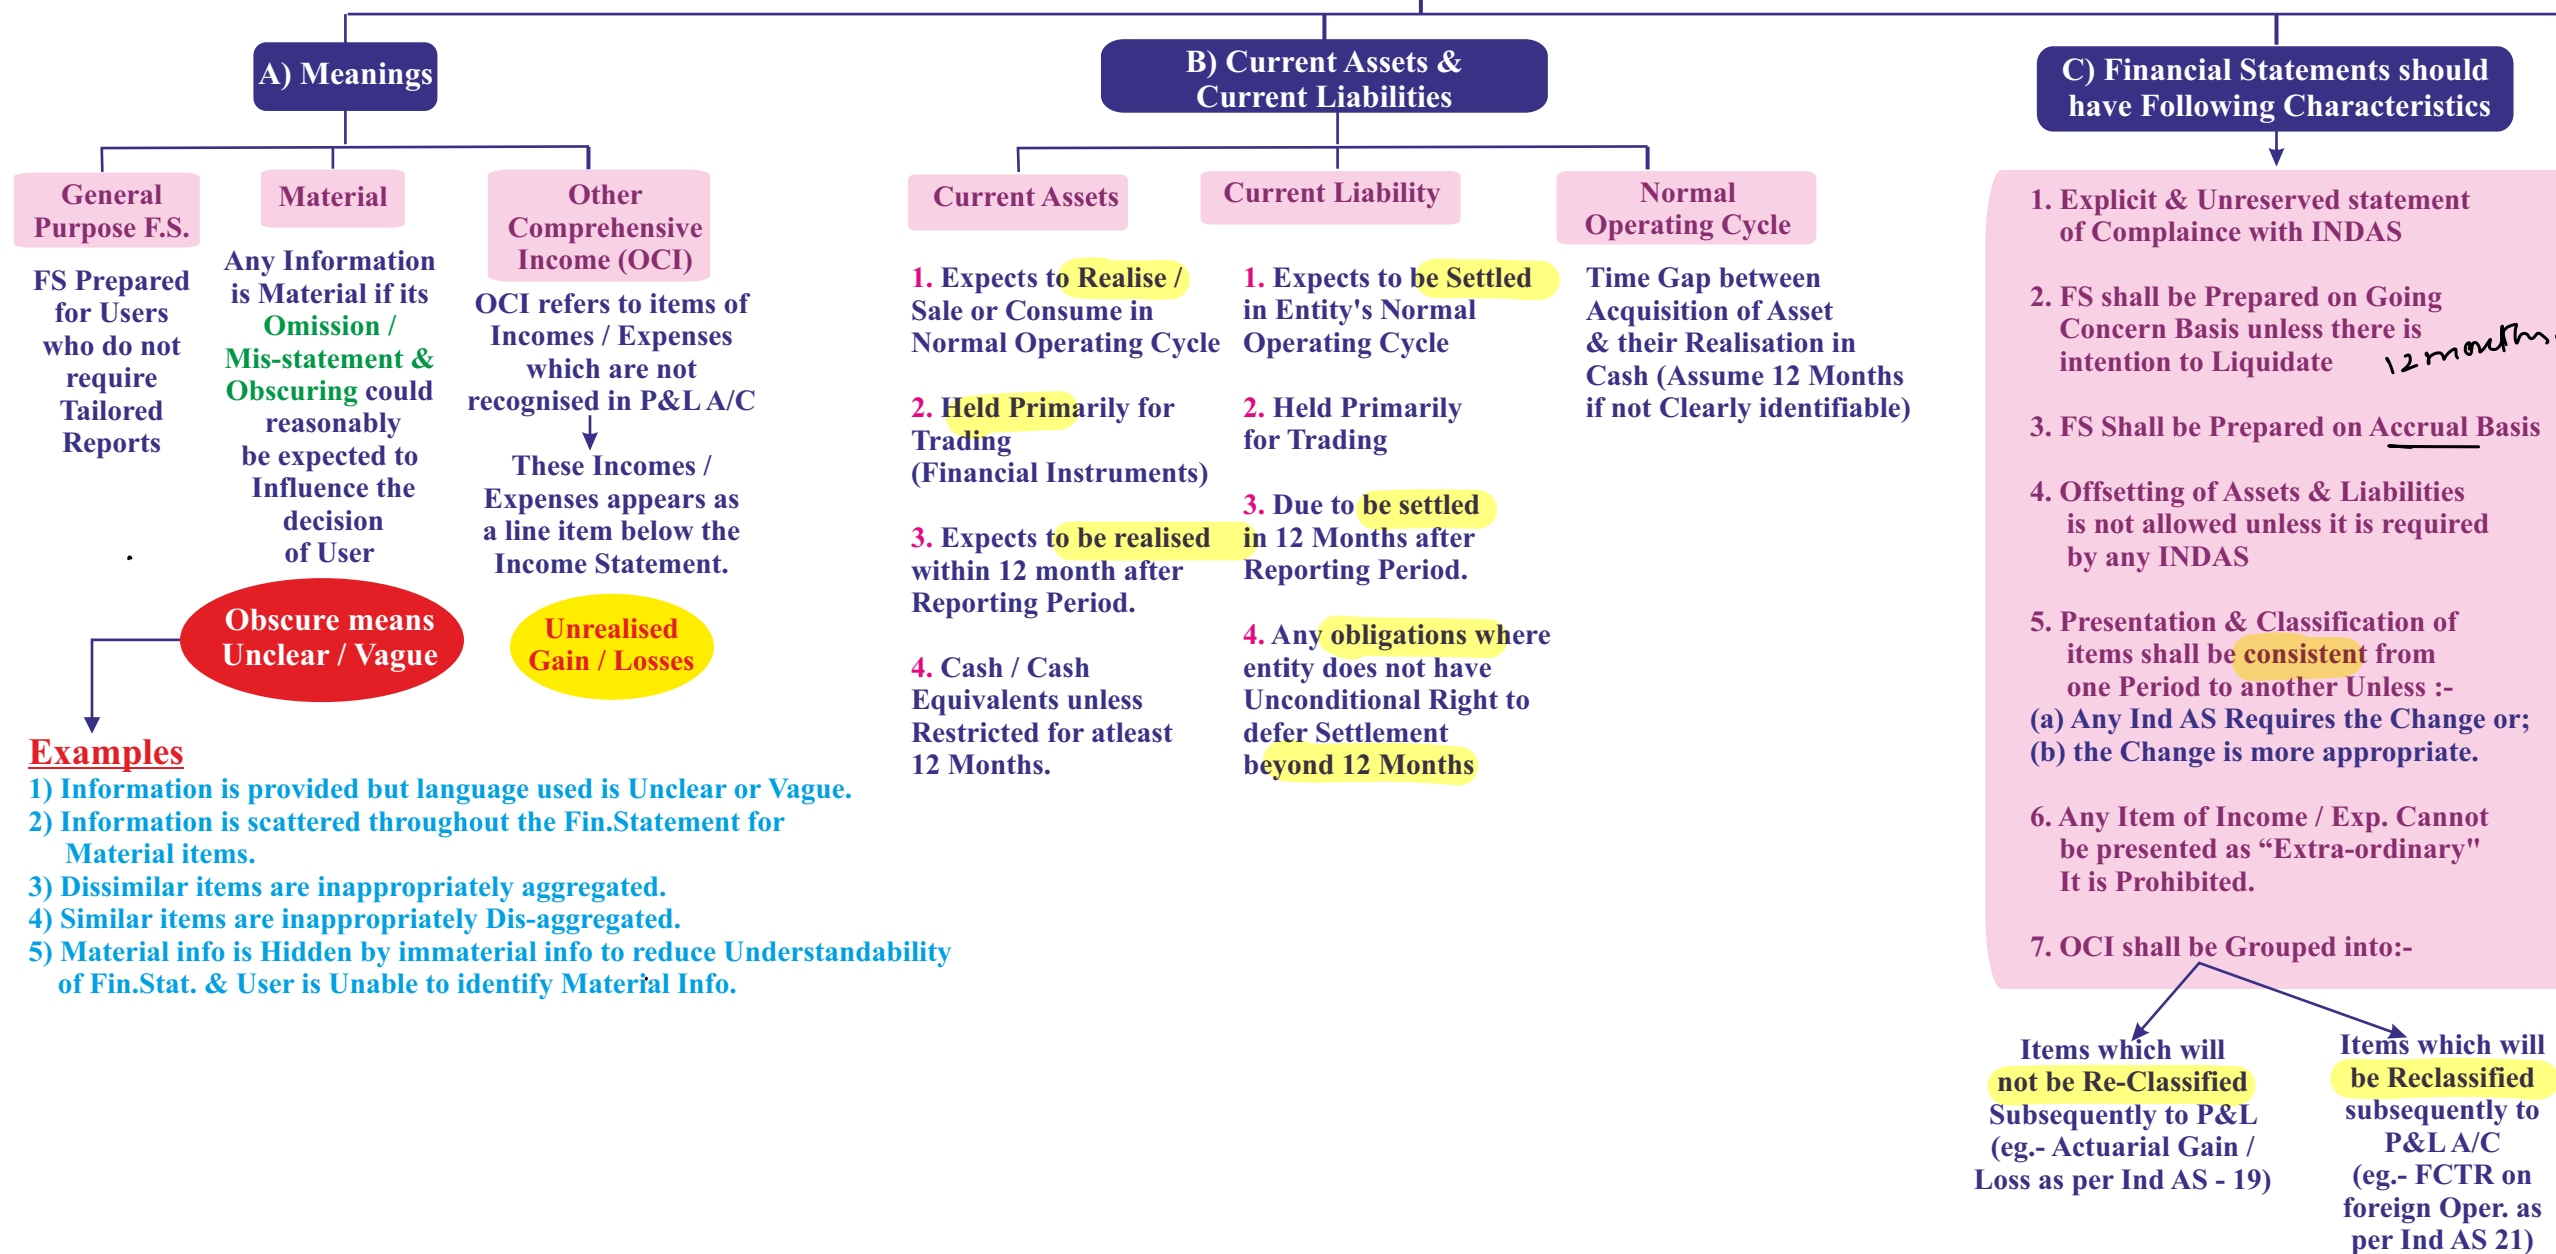 A) Meanings
General
Purpose F.S.
FS Prepared
for Users
who do not
require
Tailored
Reports
Material
Any Information
is Material if its
Omission /
Mis-statement &
Obscuring could
reasonably
be expected to
Influence the
decision
of User
Obscure means
Unclear / Vague
Other
Comprehensive
Income (OCI)
OCI refers to items of
Incomes / Expenses
which are not
recognised in P&L A/C
These Incomes /
Expenses appears as
a line item below the
Income Statement.
Unrealised
Gain / Losses
Examples
1) Information is provided but language used is Unclear or Vague.
2) Information is scattered throughout the Fin.Statement for
Material items.
3) Dissimilar items are inappropriately aggregated.
4) Similar items are inappropriately Dis-aggregated.
5) Material info is Hidden by immaterial info to reduce Understandability
of Fin.Stat. & User is Unable to identify Material Info.
B) Current Assets &
Current Liabilities
Current Assets
1. Expects to Realise /
Sale or Consume in
Normal Operating Cycle
2. Held Primarily for
Trading
(Financial Instruments)
3. Expects to be realised
within 12 month after
Reporting Period.
4. Cash / Cash
Equivalents unless
Restricted for atleast
12 Months.
Current Liability
1. Expects to be Settled
in Entity's Normal
Operating Cycle
2. Held Primarily
for Trading
3. Due to be settled
in 12 Months after
Reporting Period.
4. Any obligations where
entity does not have
Unconditional Right to
defer Settlement
beyond 12 Months
Normal
Operating Cycle
Time Gap between
Acquisition of Asset
& their Realisation in
Cash (Assume 12 Months
if not Clearly identifiable)
C) Financial Statements should
have Following Characteristics
1. Explicit & Unreserved statement
of Complaince with INDAS
2. FS shall be Prepared on Going
Concern Basis unless there is
intention to Liquidate
12 months.
3. FS Shall be Prepared on Accrual Basis
4. Offsetting of Assets & Liabilities
is not allowed unless it is required
by any INDAS
5. Presentation & Classification of
items shall be consistent from
one Period to another Unless :-
(a) Any Ind AS Requires the Change or;
(b) the Change is more appropriate.
6. Any Item of Income / Exp. Cannot
be presented as “Extra-ordinary"
It is Prohibited.
7. OCI shall be Grouped into:-
Items which will
not be Re-Classified
Subsequently to P&L
(eg.- Actuarial Gain /
Loss as per Ind AS - 19)
Items which will
be Reclassified
subsequently to
P&L A/C
(eg.- FCTR on
foreign Oper. as
per Ind AS 21)